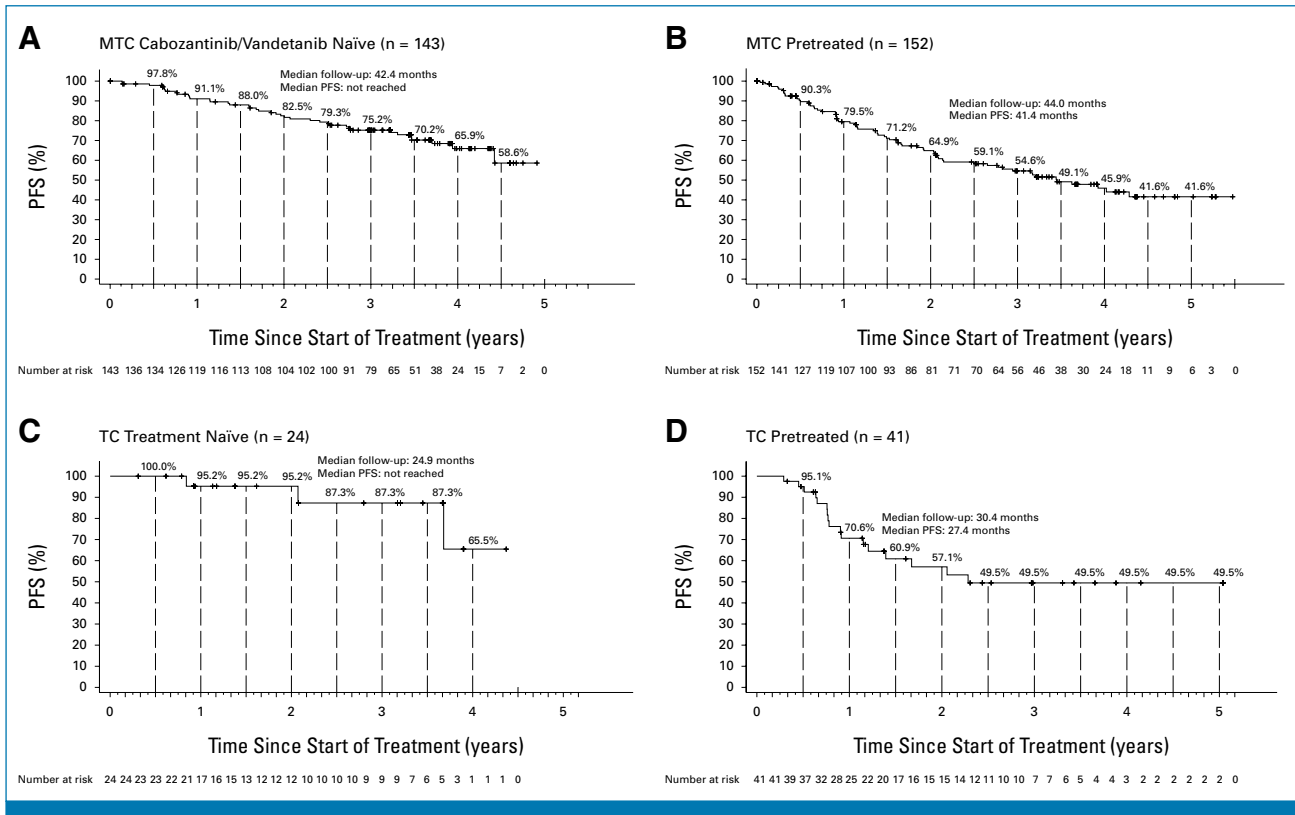 A
MTC Cabozantinib/Vandetanib Naïve (n = 143)
Median follow-up: 42.4 months
Median PFS: not reached
97.8%
91.1%
88.0%
82.5%
79.3%
75.2%
70.2%
65.9%
58.6%
PFS (%)
100
90
80
70
60
50
40
30
20
10
0
0 1 2 3 4 5
Time Since Start of Treatment (years)
Number at risk 143 136 134 126 119 116 113 108 104 102 100 91 79 65 51 38 24 15 7 2 0
B
MTC Pretreated (n = 152)
Median follow-up: 44.0 months
Median PFS: 41.4 months
90.3%
79.5%
71.2%
64.9%
59.1%
54.6%
49.1%
45.9%
41.6%
41.6%
PFS (%)
100
90
80
70
60
50
40
30
20
10
0
0 1 2 3 4 5
Time Since Start of Treatment (years)
Number at risk 152 141 127 119 107 100 93 86 81 71 70 64 56 46 38 30 24 18 11 9 6 3 0
C
TC Treatment Naïve (n = 24)
Median follow-up: 24.9 months
Median PFS: not reached
100.0%
95.2%
95.2%
95.2%
87.3%
87.3%
87.3%
65.5%
PFS (%)
100
90
80
70
60
50
40
30
20
10
0
0 1 2 3 4 5
Time Since Start of Treatment (years)
Number at risk 24 24 23 23 22 21 17 16 15 13 12 12 12 10 10 10 10 9 9 9 7 6 5 3 1 1 1 0
D
TC Pretreated (n = 41)
Median follow-up: 30.4 months
Median PFS: 27.4 months
95.1%
70.6%
60.9%
57.1%
49.5%
49.5%
49.5%
49.5%
49.5%
49.5%
PFS (%)
100
90
80
70
60
50
40
30
20
10
0
0 1 2 3 4 5
Time Since Start of Treatment (years)
Number at risk 41 41 39 37 32 28 25 22 20 17 16 15 15 14 12 11 10 10 7 7 6 5 4 4 3 2 2 2 2 2 2 0